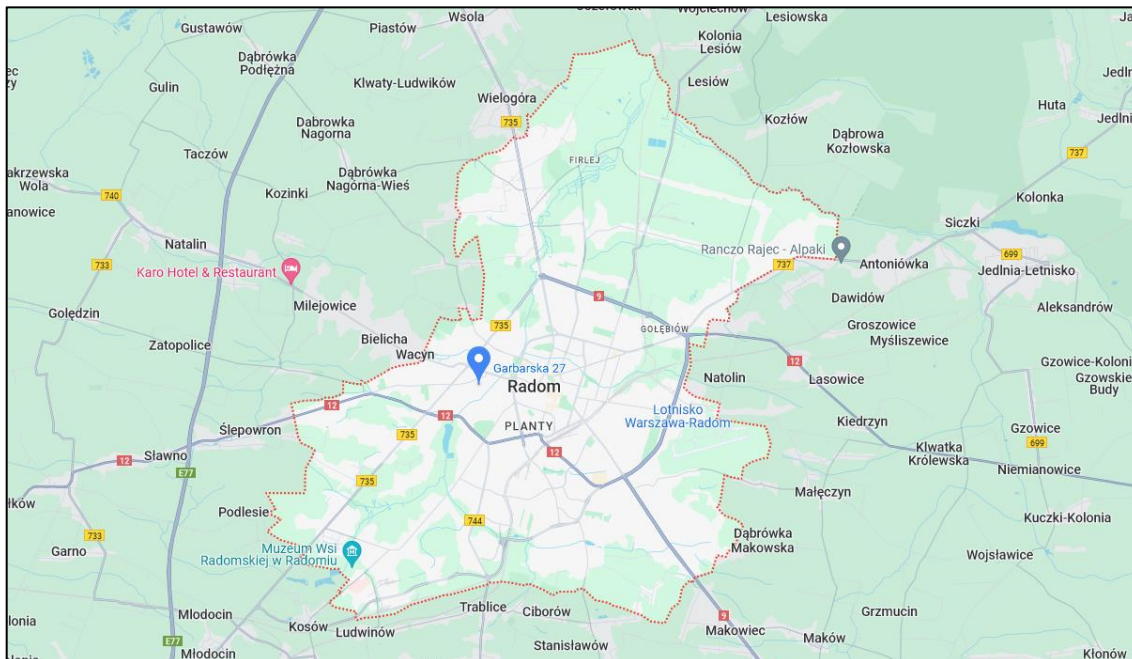 Wsola
Piastów
Gustawów
Wojciechów
Lesiowska
Kolonia
Lesiów
Dąbrówka
Podłężna
Klwaty-Ludwików
Lesiów
Gulin
Wielogóra
735
Huta
Dabrowka
Nagorna
Kozłów
Dąbrowa
Kozłowska
737
Taczów
FIRLEJ
Dąbrówka
Nagórna-Wieś
Wola
740
Kozinki
Kolonka
Siczki
Natalin
Ranczo Rajec - Alpaki
699
733
Karo Hotel & Restaurant
737
Antoniówka
Jedlnia-Letnisko
Milejowice
9
Dawidów
Aleksandrów
Golędzin
735
GOŁĘBIÓW
Groszowice
Myśliszewice
Zatopolice
Bielicha
Wacyn
Garbarska 27
12
Gzowice-Kolonia
Radom
Natolin
Lasowice
Gzowskie
Budy
12
12
Lotnisko
Warszawa-Radom
Ślepowron
735
PLANTY
Kiedrzyn
Gzowice
Sławno
12
12
Klwatka
Królewska
699
E77
735
Niemianowice
Małęczyn
Podlesie
744
Kuczki-Kolonia
733
Dąbrówka
Makowska
Garno
Muzeum Wsi
Radomskiej w Radomiu
Wojsławice
Młodocin
Trablice
Ciborów
9
Grzmucin
Kosów
Ludwinów
Makowiec
Maków
E77
Stanisławów
Młodocin
Kłonów